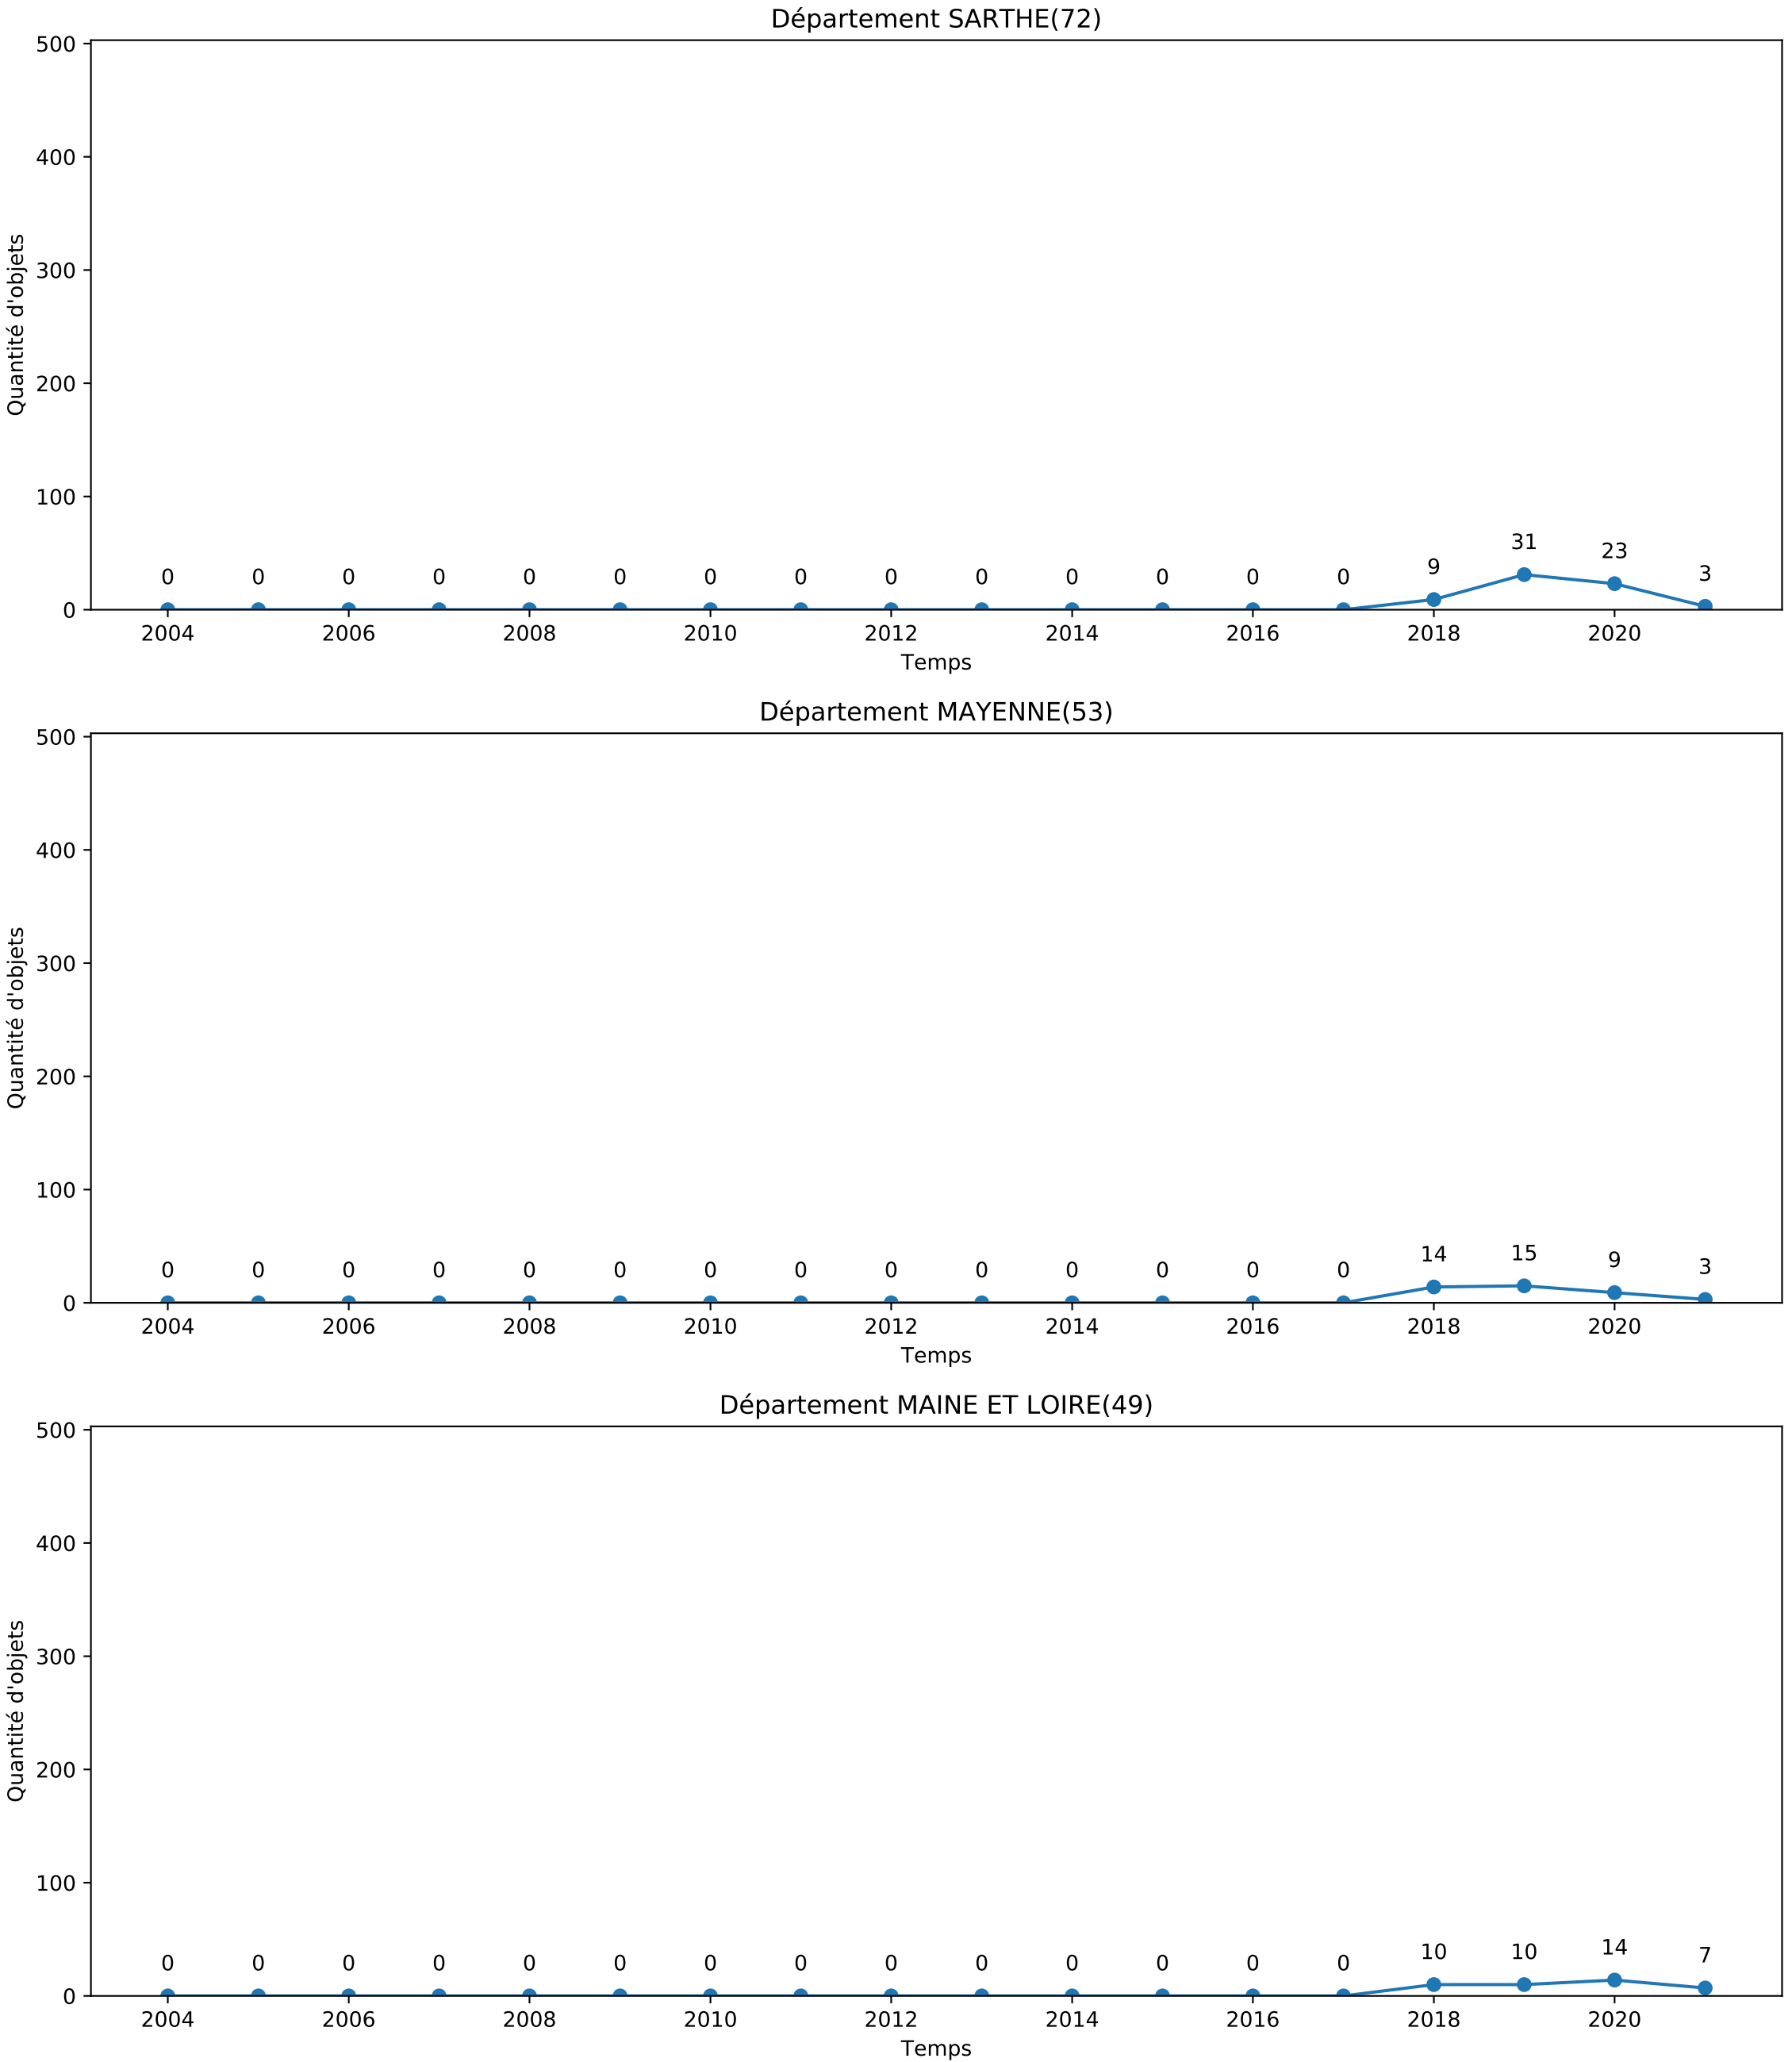 Département SARTHE(72)
500
400
300
200
100
0
Quantité d'objets
0 0 0 0 0 0 0 0 0 0 0 0 0 0 9 31 23 3
2004 2006 2008 2010 2012 2014 2016 2018 2020
Temps
Département MAYENNE(53)
500
400
300
200
100
0
Quantité d'objets
0 0 0 0 0 0 0 0 0 0 0 0 0 0 14 15 9 3
2004 2006 2008 2010 2012 2014 2016 2018 2020
Temps
Département MAINE ET LOIRE(49)
500
400
300
200
100
0
Quantité d'objets
0 0 0 0 0 0 0 0 0 0 0 0 0 0 10 10 14 7
2004 2006 2008 2010 2012 2014 2016 2018 2020
Temps